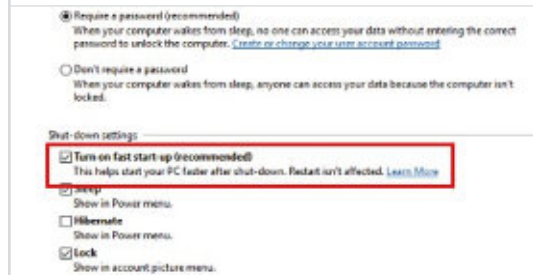 Require a password (recommended)
When your computer wakes from sleep, no one can access your data without entering the correct
password to unlock the computer. Create or change your user account password
Don't require a password
When your computer wakes from sleep, anyone can access your data because the computer isn't
locked.
Shut-down settings
Turn on fast start-up (recommended)
This helps start your PC faster after shut-down. Restart isn't affected. Learn More
Sleep
Show in Power menu.
Hibernate
Show in Power menu.
Lock
Show in account picture menu.